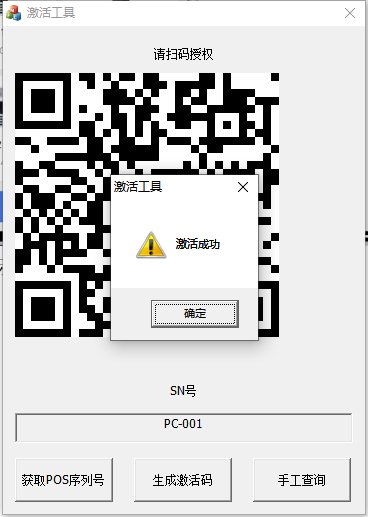 激活工具
请扫码授权
激活工具
激活成功
确定
SN号
PC-001
获取POS序列号
生成激活码
手工查询